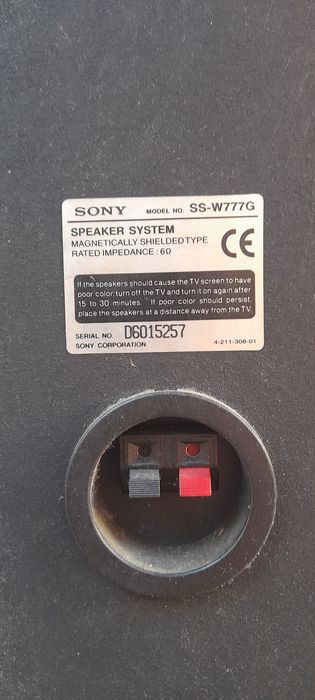 SONY MODEL NO. SS-W777G
SPEAKER SYSTEM
MAGNETICALLY SHIELDED TYPE
RATED IMPEDANCE : 6Ω
CE
If the speakers should cause the TV screen to have
poor color, turn off the TV and turn it on again after
15 to 30 minutes. If poor color should persist,
place the speakers at a distance away from the TV.
SERIAL NO. D6015257
SONY CORPORATION 4-211-308-01